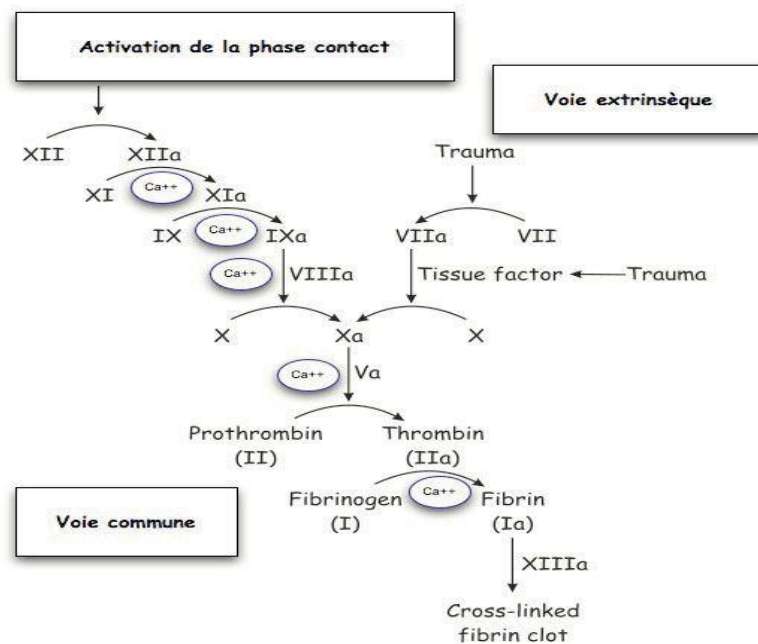 Activation de la phase contact
Voie extrinsèque
XII XIIa
Trauma
XI Ca++ XIa
IX Ca++ IXa VIIa VII
Ca++ VIIIa Tissue factor Trauma
X Xa X
Ca++ Va
Prothrombin Thrombin
(II) (IIa)
Fibrinogen Ca++ Fibrin
(I) (Ia)
Voie commune
XIIIa
Cross-linked
fibrin clot